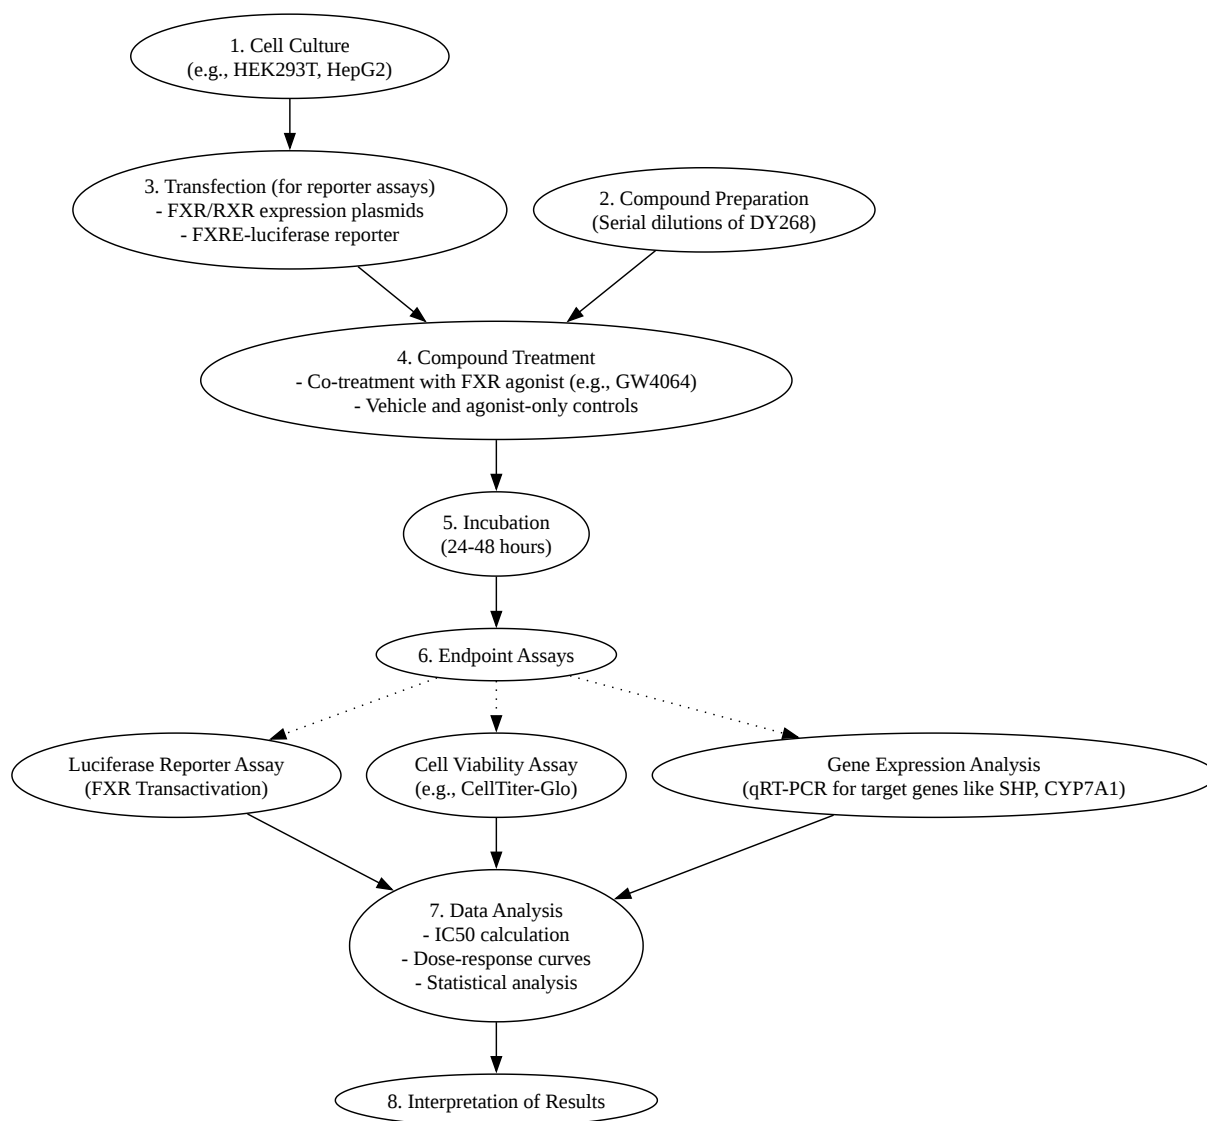 1. Cell Culture
(e.g., HEK293T, HepG2)
3. Transfection (for reporter assays)
- FXR/RXR expression plasmids
- FXRE-luciferase reporter
2. Compound Preparation
(Serial dilutions of DY268)
4. Compound Treatment
- Co-treatment with FXR agonist (e.g., GW4064)
- Vehicle and agonist-only controls
5. Incubation
(24-48 hours)
6. Endpoint Assays
Luciferase Reporter Assay
(FXR Transactivation)
Cell Viability Assay
(e.g., CellTiter-Glo)
Gene Expression Analysis
(qRT-PCR for target genes like SHP, CYP7A1)
7. Data Analysis
- IC50 calculation
- Dose-response curves
- Statistical analysis
8. Interpretation of Results